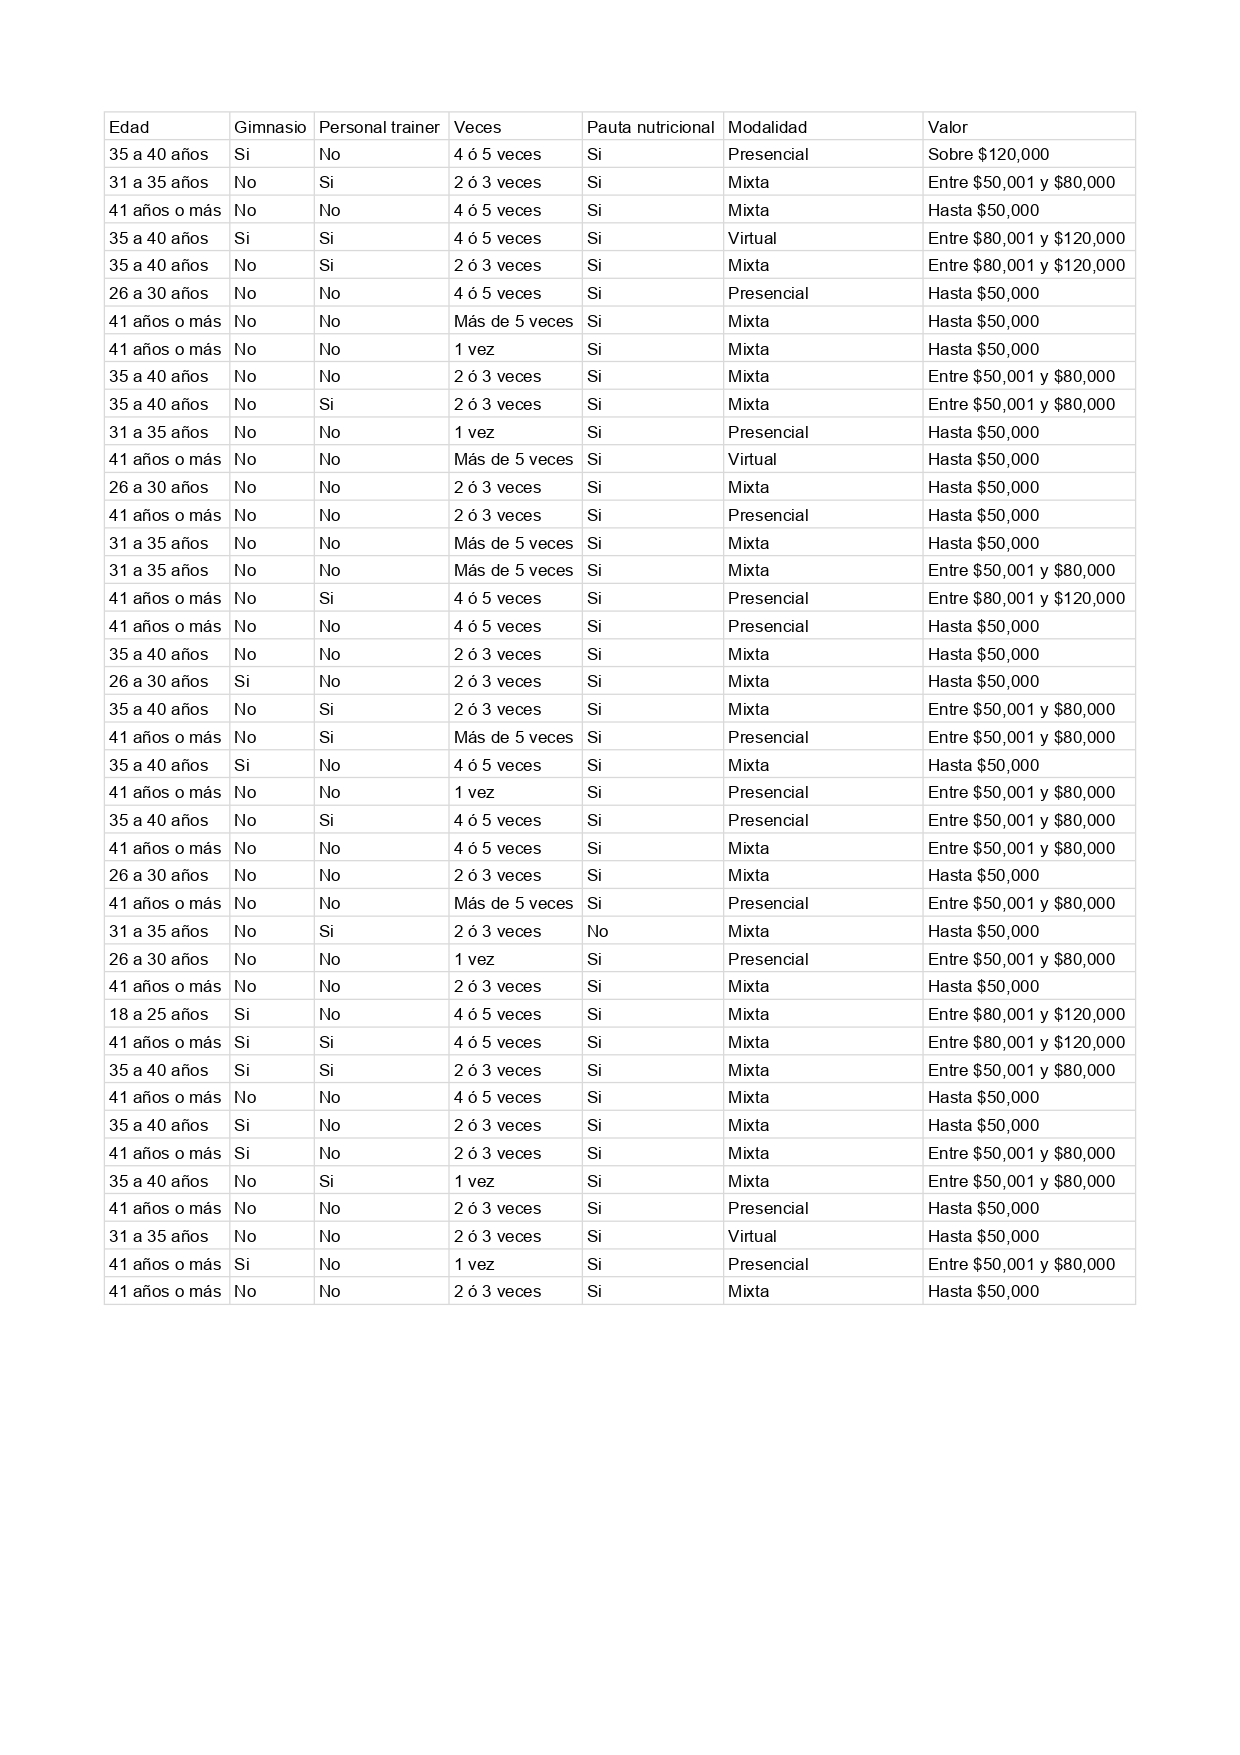 Edad Gimnasio Personal trainer Veces Pauta nutricional Modalidad Valor
35 a 40 años Si No 4 ó 5 veces Si Presencial Sobre $120,000
31 a 35 años No Si 2 ó 3 veces Si Mixta Entre $50,001 y $80,000
41 años o más No No 4 ó 5 veces Si Mixta Hasta $50,000
35 a 40 años Si Si 4 ó 5 veces Si Virtual Entre $80,001 y $120,000
35 a 40 años No Si 2 ó 3 veces Si Mixta Entre $80,001 y $120,000
26 a 30 años No No 4 ó 5 veces Si Presencial Hasta $50,000
41 años o más No No Más de 5 veces Si Mixta Hasta $50,000
41 años o más No No 1 vez Si Mixta Hasta $50,000
35 a 40 años No No 2 ó 3 veces Si Mixta Entre $50,001 y $80,000
35 a 40 años No Si 2 ó 3 veces Si Mixta Entre $50,001 y $80,000
31 a 35 años No No 1 vez Si Presencial Hasta $50,000
41 años o más No No Más de 5 veces Si Virtual Hasta $50,000
26 a 30 años No No 2 ó 3 veces Si Mixta Hasta $50,000
41 años o más No No 2 ó 3 veces Si Presencial Hasta $50,000
31 a 35 años No No Más de 5 veces Si Mixta Hasta $50,000
31 a 35 años No No Más de 5 veces Si Mixta Entre $50,001 y $80,000
41 años o más No Si 4 ó 5 veces Si Presencial Entre $80,001 y $120,000
41 años o más No No 4 ó 5 veces Si Presencial Hasta $50,000
35 a 40 años No No 2 ó 3 veces Si Mixta Hasta $50,000
26 a 30 años Si No 2 ó 3 veces Si Mixta Hasta $50,000
35 a 40 años No Si 2 ó 3 veces Si Mixta Entre $50,001 y $80,000
41 años o más No Si Más de 5 veces Si Presencial Entre $50,001 y $80,000
35 a 40 años Si No 4 ó 5 veces Si Mixta Hasta $50,000
41 años o más No No 1 vez Si Presencial Entre $50,001 y $80,000
35 a 40 años No Si 4 ó 5 veces Si Presencial Entre $50,001 y $80,000
41 años o más No No 4 ó 5 veces Si Mixta Entre $50,001 y $80,000
26 a 30 años No No 2 ó 3 veces Si Mixta Hasta $50,000
41 años o más No No Más de 5 veces Si Presencial Entre $50,001 y $80,000
31 a 35 años No Si 2 ó 3 veces No Mixta Hasta $50,000
26 a 30 años No No 1 vez Si Presencial Entre $50,001 y $80,000
41 años o más No No 2 ó 3 veces Si Mixta Hasta $50,000
18 a 25 años Si No 4 ó 5 veces Si Mixta Entre $80,001 y $120,000
41 años o más Si Si 4 ó 5 veces Si Mixta Entre $80,001 y $120,000
35 a 40 años Si Si 2 ó 3 veces Si Mixta Entre $50,001 y $80,000
41 años o más No No 4 ó 5 veces Si Mixta Hasta $50,000
35 a 40 años Si No 2 ó 3 veces Si Mixta Hasta $50,000
41 años o más Si No 2 ó 3 veces Si Mixta Entre $50,001 y $80,000
35 a 40 años No Si 1 vez Si Mixta Entre $50,001 y $80,000
41 años o más No No 2 ó 3 veces Si Presencial Hasta $50,000
31 a 35 años No No 2 ó 3 veces Si Virtual Hasta $50,000
41 años o más Si No 1 vez Si Presencial Entre $50,001 y $80,000
41 años o más No No 2 ó 3 veces Si Mixta Hasta $50,000